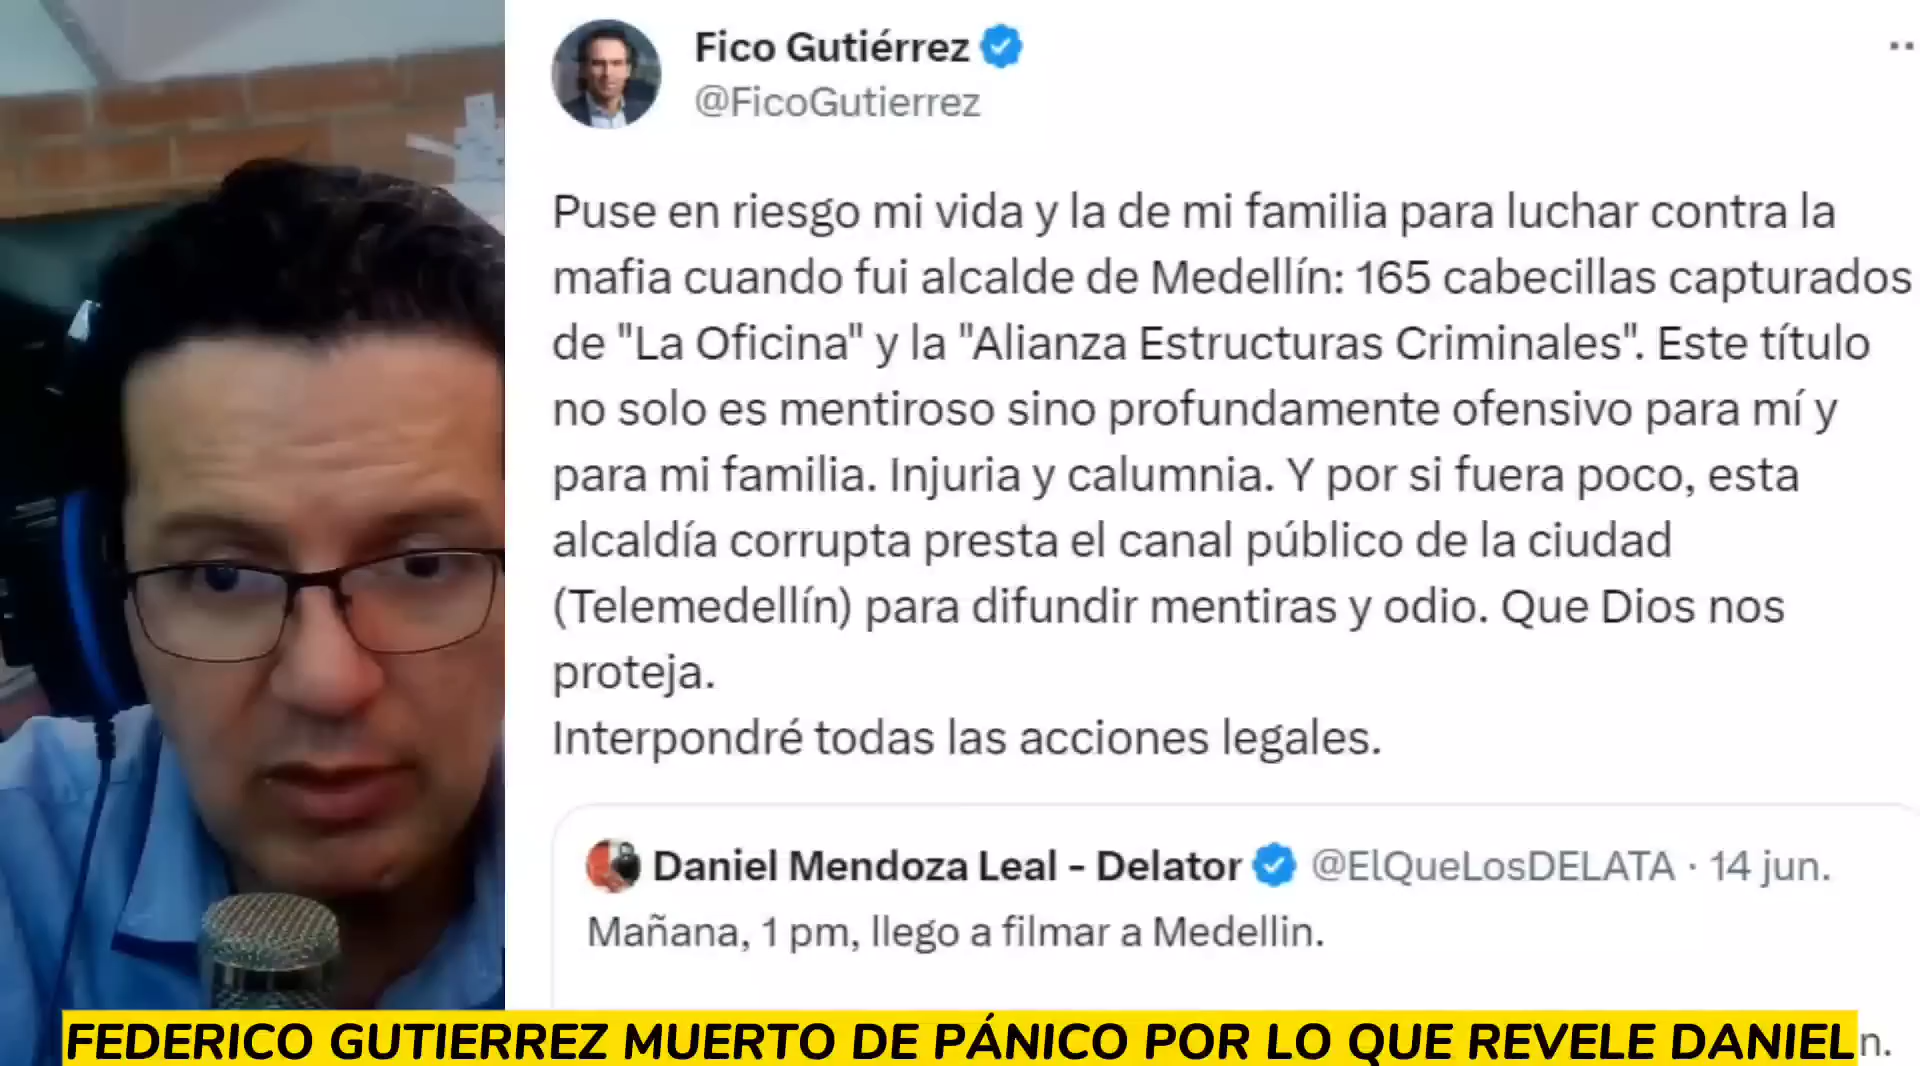 Fico Gutiérrez
@FicoGutierrez
Puse en riesgo mi vida y la de mi familia para luchar contra la
mafia cuando fui alcalde de Medellín: 165 cabecillas capturados
de "La Oficina" y la "Alianza Estructuras Criminales". Este título
no solo es mentiroso sino profundamente ofensivo para mí y
para mi familia. Injuria y calumnia. Y por si fuera poco, esta
alcaldía corrupta presta el canal público de la ciudad
(Telemedellín) para difundir mentiras y odio. Que Dios nos
proteja.
Interpondré todas las acciones legales.
Daniel Mendoza Leal - Delator @ElQueLosDELATA · 14 jun.
Mañana, 1 pm, llego a filmar a Medellin.
FEDERICO GUTIERREZ MUERTO DE PÁNICO POR LO QUE REVELE DANIEL